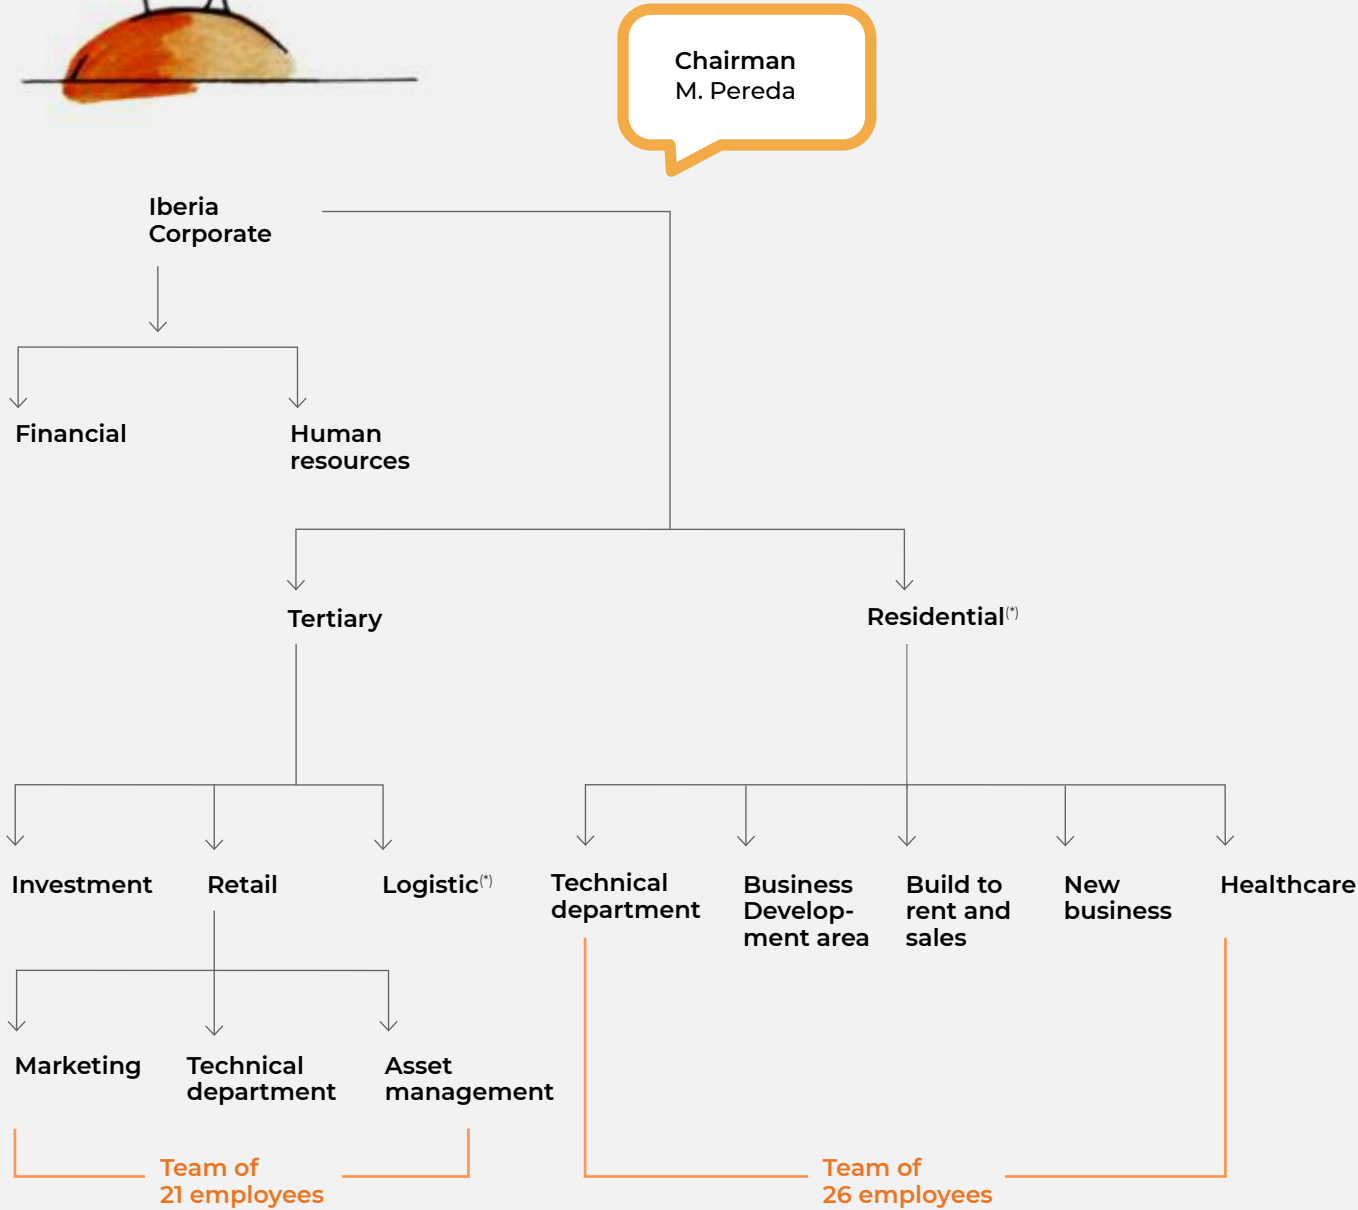 Chairman
M. Pereda
Iberia
Corporate
Financial
Human
resources
Tertiary
Residential(*)
Investment
Retail
Logistic(*)
Technical
department
Business
Develop-
ment area
Build to
rent and
sales
New
business
Healthcare
Marketing
Technical
department
Asset
management
Team of
21 employees
Team of
26 employees